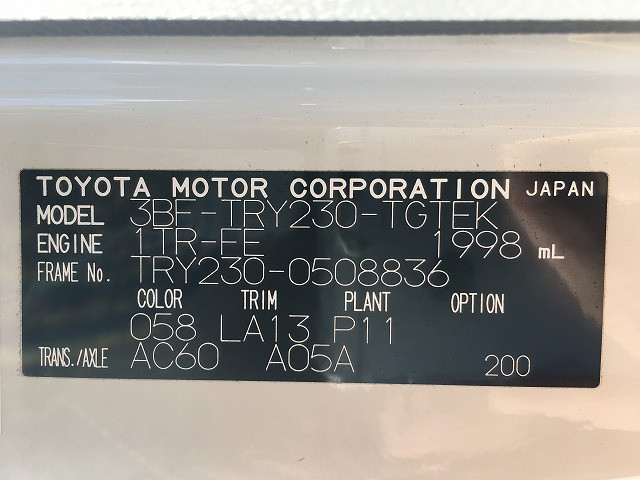 TOYOTA MOTOR CORPORATION JAPAN
MODEL 3BF-TRY230-TGTEK
ENGINE 1TR-FE 1998 mL
FRAME No. TRY230-0508836
COLOR TRIM PLANT OPTION
058 LA13 P11
TRANS./AXLE AC60 A05A 200